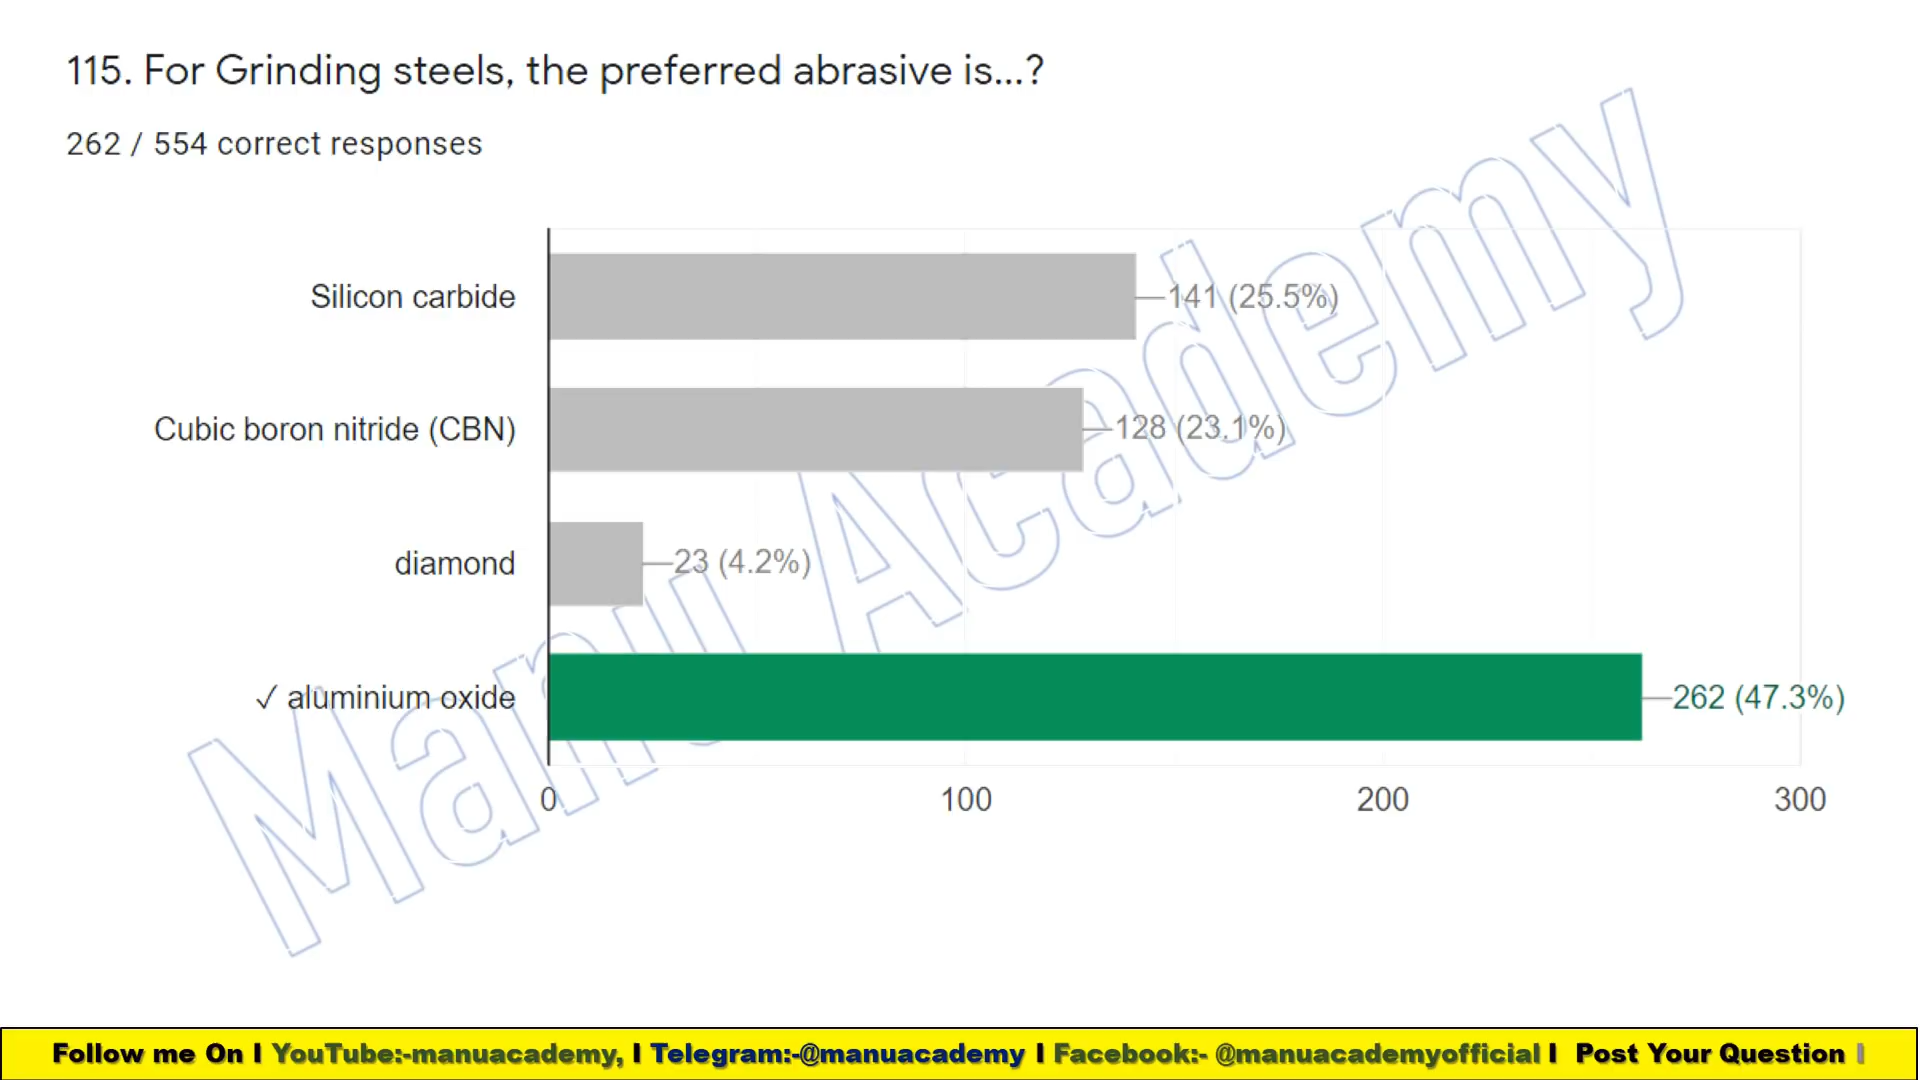 115. For Grinding steels, the preferred abrasive is...?
262 / 554 correct responses
Silicon carbide
141 (25.5%)
Cubic boron nitride (CBN)
128 (23.1%)
diamond
23 (4.2%)
✓ aluminium oxide
262 (47.3%)
0 100 200 300
Manu Academy
Follow me On I YouTube:-manuacademy, I Telegram:-@manuacademy I Facebook:- @manuacademyofficial I Post Your Question I